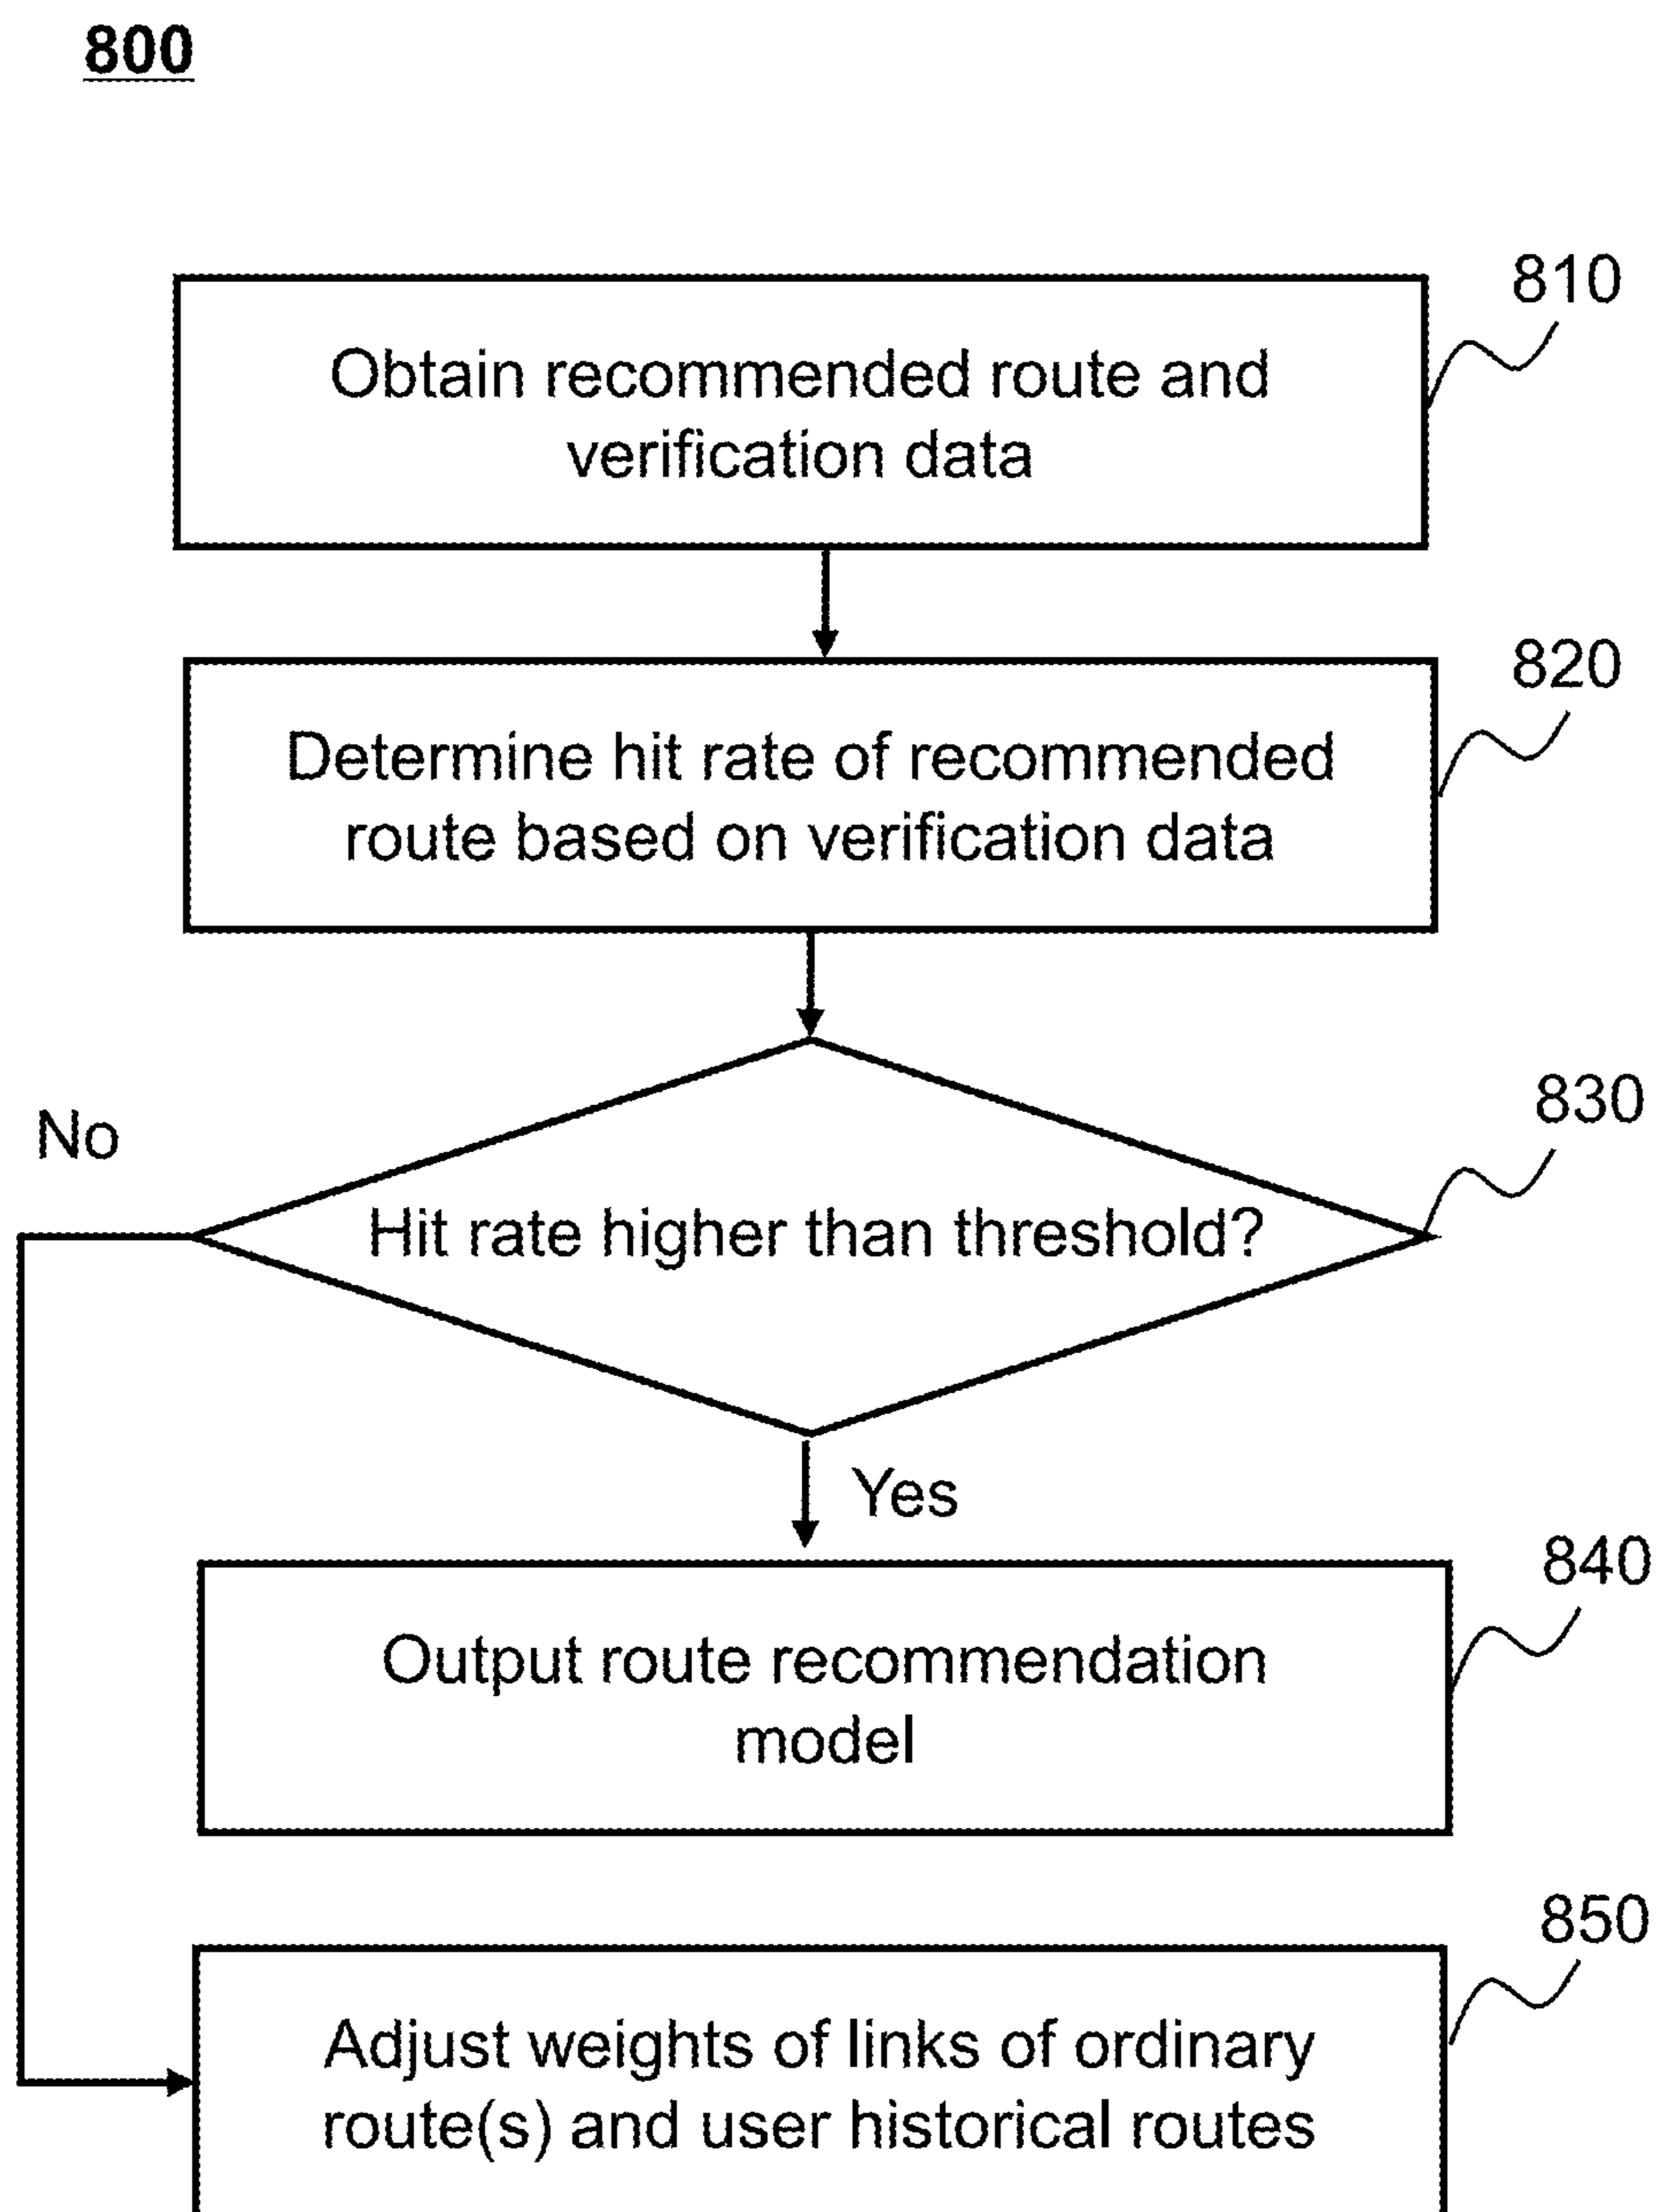 800
810
Obtain recommended route and
verification data
820
Determine hit rate of recommended
route based on verification data
830
No
Hit rate higher than threshold?
Yes
840
Output route recommendation
model
850
Adjust weights of links of ordinary
route(s) and user historical routes